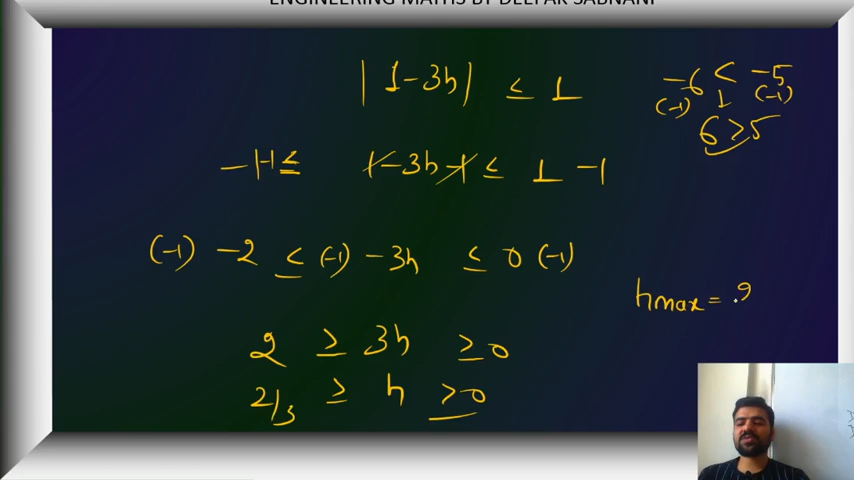 ENGINEERING MATHS BY DEEPAK SABNANI
|1-3h| ≤ 1
-6 < -5
(-1) 1 (-1)
6 > 5
-1-1 ≤ 1-3h-1 ≤ 1 -1
(-1) -2 ≤ (-1) -3h ≤ 0 (-1)
hmax = ?
2 ≥ 3h ≥ 0
2/3 ≥ h ≥ 0